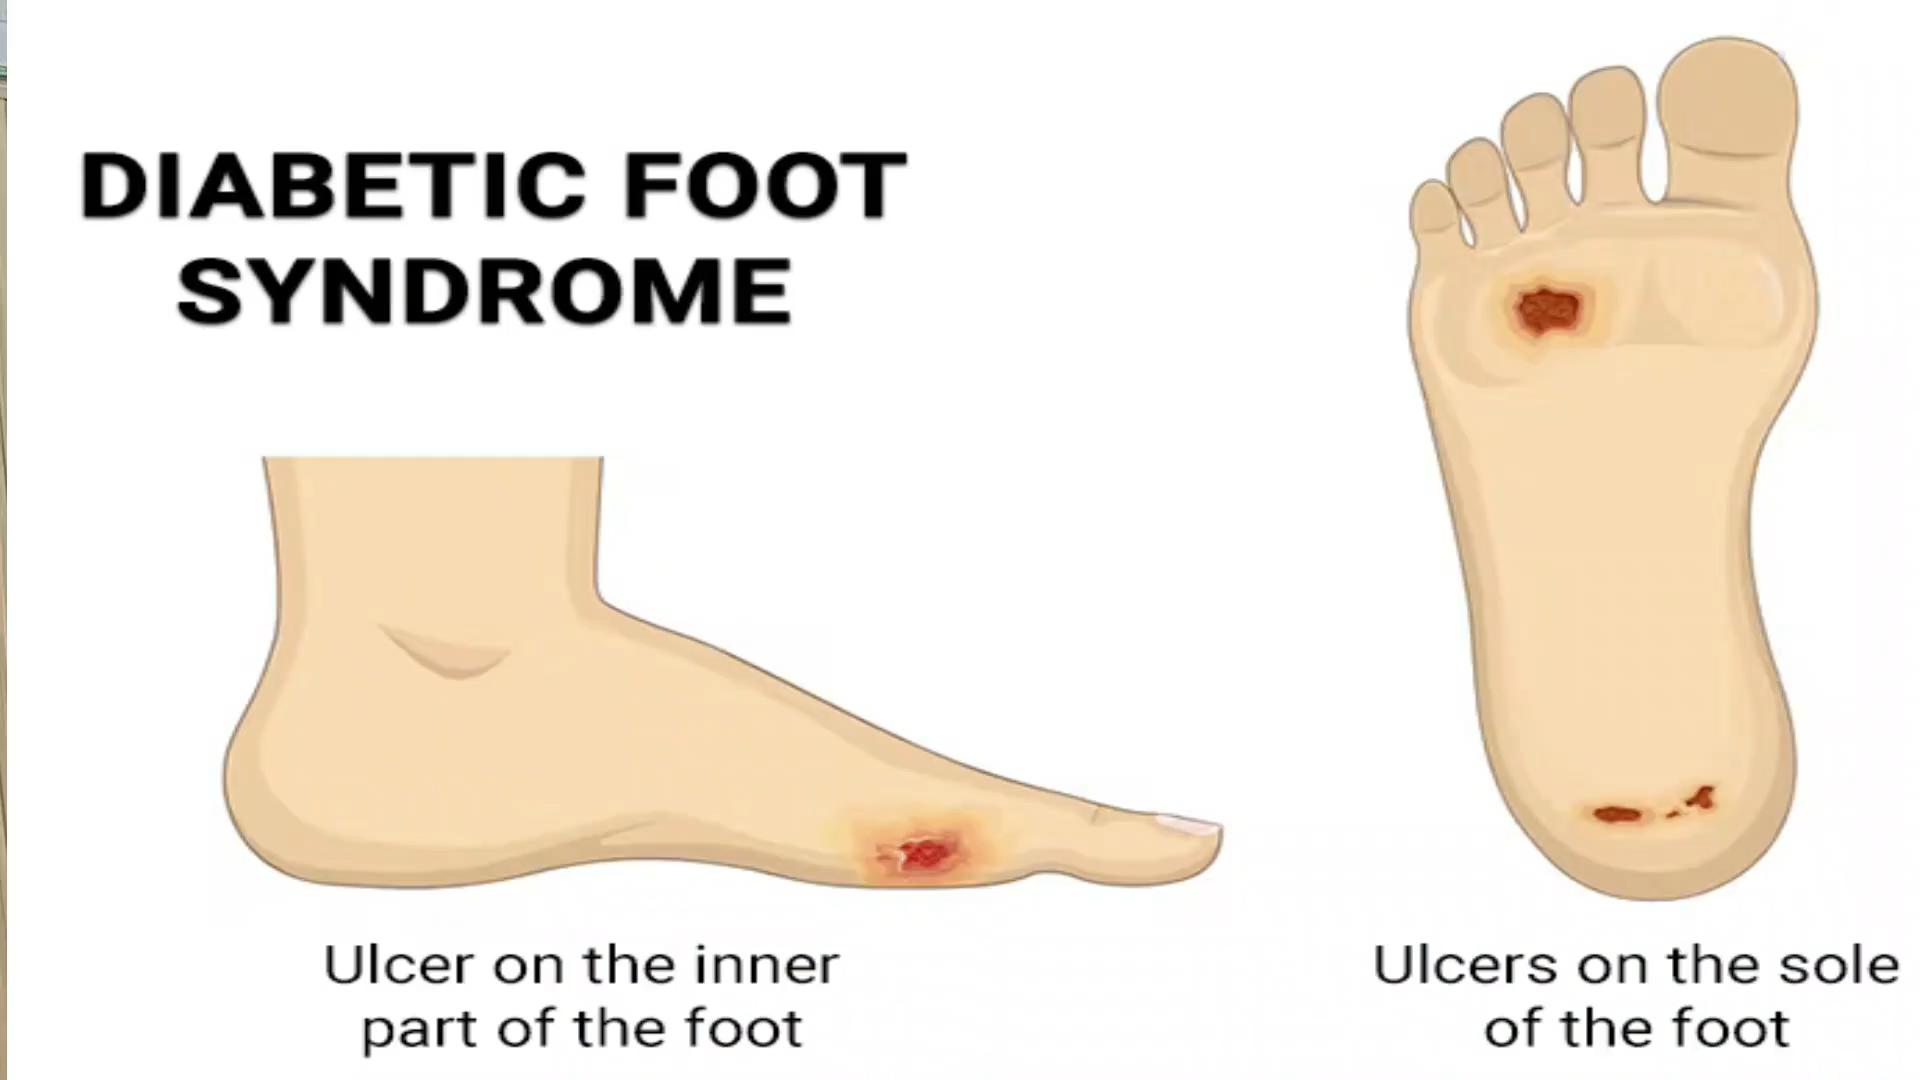 DIABETIC FOOT
SYNDROME
Ulcer on the inner
part of the foot
Ulcers on the sole
of the foot